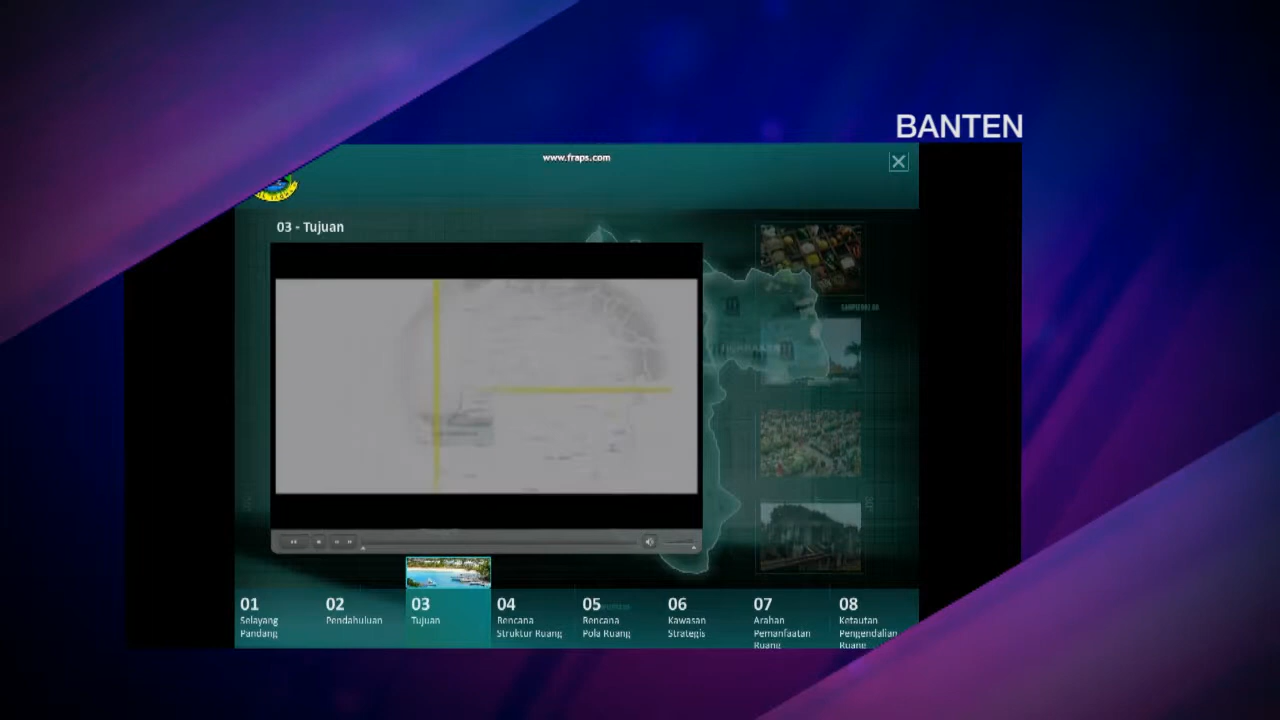 BANTEN
www.fraps.com
03 - Tujuan
01
Selayang
Pandang
02
Pendahuluan
03
Tujuan
04
Rencana
Struktur Ruang
05
Rencana
Pola Ruang
06
Kawasan
Strategis
07
Arahan
Pemanfaatan
Ruang
08
Ketautan
Pengendalian
Ruang